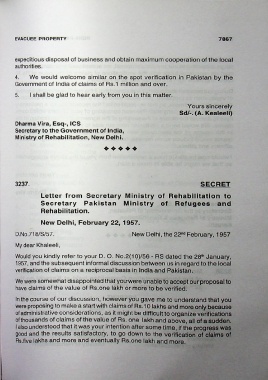 EVACUEE PROPERTY 7867
expeditious disposal of business and obtain maximum cooperation of the local
authorities.
4. We would welcome similar on the spot verification in Pakistan by the
Government of India of claims of Rs.1 million and over.
5. I shall be glad to hear early from you in this matter.
Yours sincerely
Sd/- (A. Kaaleeli)
Dharma Vira, Esq-, ICS
Secretary to the Government of India,
Ministry of Rehabilitation, New Delhi.
♦ ♦ ♦ ♦ ♦
3237. SECRET
Letter from Secretary Ministry of Rehabilitation to
Secretary Pakistan Ministry of Refugees and
Rehabilitation.
New Delhi, February 22, 1957.
D.No.718/S/57. New Delhi, the 22nd February, 1957
My dear Khaleeli,
Would you kindly refer to your D. O. No.2(10)/56 - RS dated the 28th January,
1957, and the subsequent informal discussion between us in regard to the local
verification of claims on a reciprocal basis in India and Pakistan.
We were somewhat disappointed that you were unable to accept our proposal to
have claims of the value of Rs.one lakh or more to be verified.
In the course of our discussion, however you gave me to understand that you
were proposing to make a start with claims of Rs.10 lakhs and more only because
of administrative considerations, as it might be difficult to organize verifications
of thousands of claims of the value of Rs. one lakh and above, all of a sudden.
I also understood that it was your intention after some time, if the progress was
good and the results satisfactory, to go down to the verification of claims of
Rs.five lakhs and more and eventually Rs.one lakh and more.